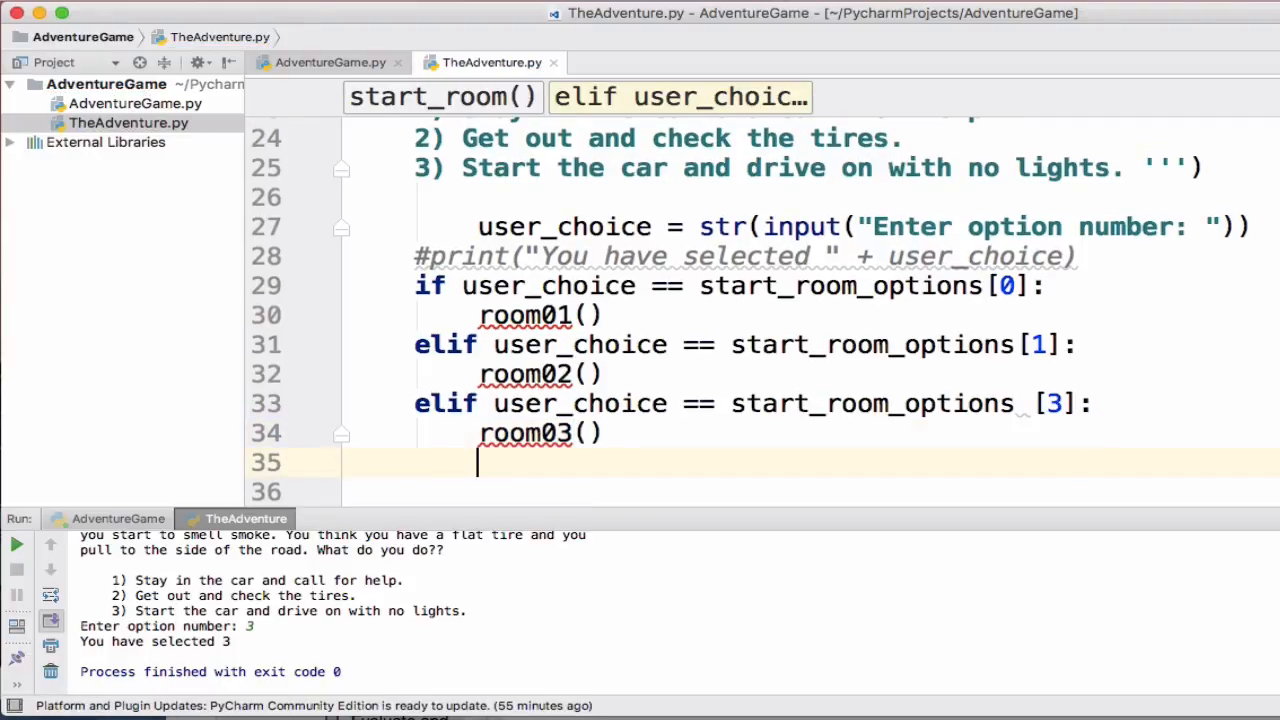 TheAdventure.py - AdventureGame - [~/PycharmProjects/AdventureGame]
AdventureGame TheAdventure.py
Project
AdventureGame.py TheAdventure.py
AdventureGame ~/Pycharm
AdventureGame.py
TheAdventure.py
External Libraries
start_room() elif user_choic…
24 2) Get out and check the tires.
25 3) Start the car and drive on with no lights. ''')
26
27 user_choice = str(input("Enter option number: "))
28 #print("You have selected " + user_choice)
29 if user_choice == start_room_options[0]:
30 room01()
31 elif user_choice == start_room_options[1]:
32 room02()
33 elif user_choice == start_room_options [3]:
34 room03()
35
36
Run: AdventureGame TheAdventure
you start to smell smoke. You think you have a flat tire and you
pull to the side of the road. What do you do??
1) Stay in the car and call for help.
2) Get out and check the tires.
3) Start the car and drive on with no lights.
Enter option number: 3
You have selected 3
Process finished with exit code 0
Platform and Plugin Updates: PyCharm Community Edition is ready to update. (55 minutes ago)